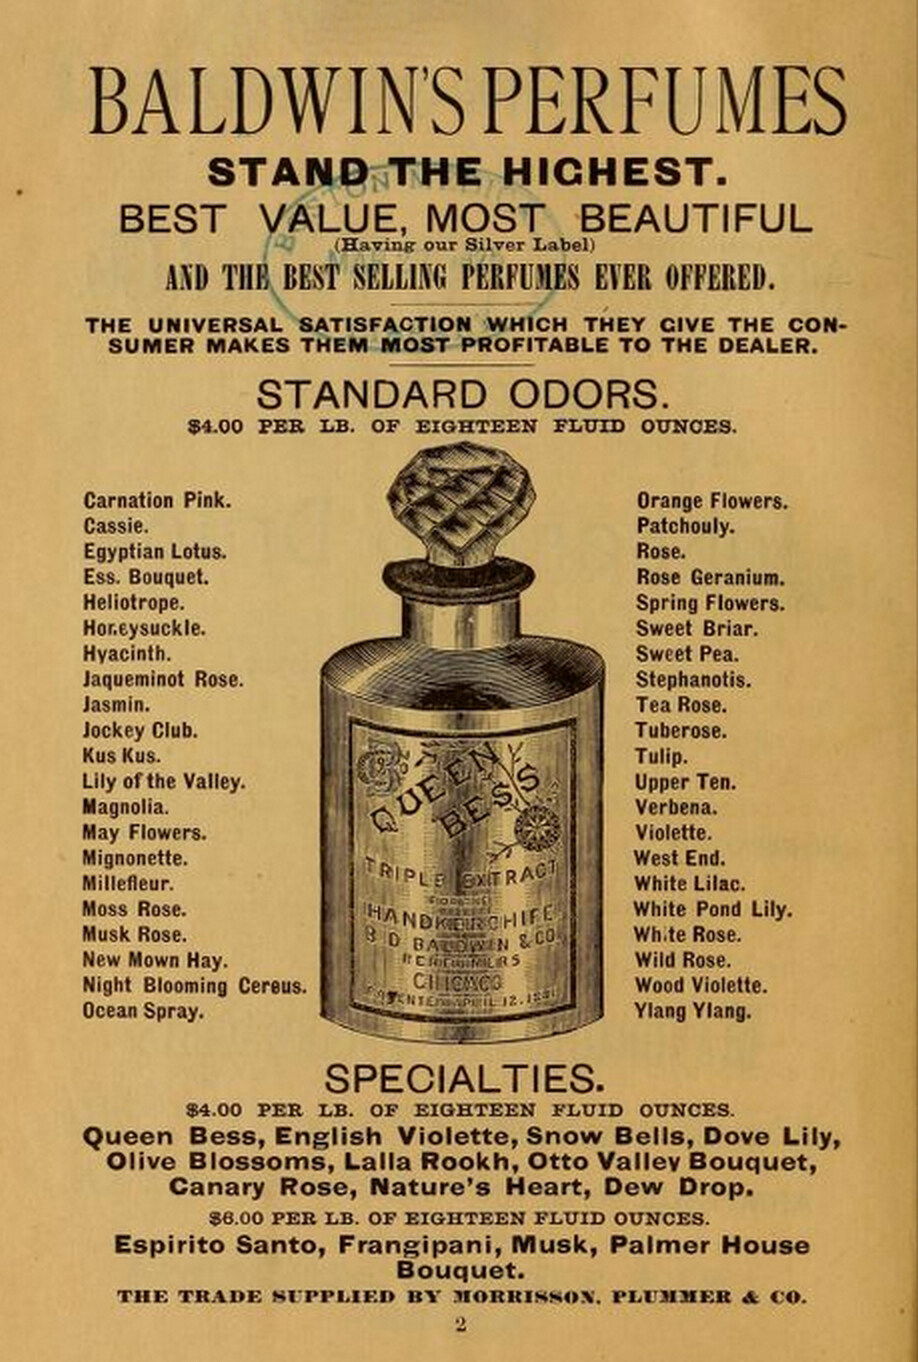 BALDWIN'S PERFUMES
STAND THE HIGHEST.
BEST VALUE, MOST BEAUTIFUL
(Having our Silver Label)
AND THE BEST SELLING PERFUMES EVER OFFERED.
THE UNIVERSAL SATISFACTION WHICH THEY GIVE THE CON-
SUMER MAKES THEM MOST PROFITABLE TO THE DEALER.
STANDARD ODORS.
$4.00 PER LB. OF EIGHTEEN FLUID OUNCES.
Carnation Pink.
Cassie.
Egyptian Lotus.
Ess. Bouquet.
Heliotrope.
Honeysuckle.
Hyacinth.
Jaqueminot Rose.
Jasmin.
Jockey Club.
Kus Kus.
Lily of the Valley.
Magnolia.
May Flowers.
Mignonette.
Millefleur.
Moss Rose.
Musk Rose.
New Mown Hay.
Night Blooming Cereus.
Ocean Spray.
QUEEN
BESS
TRIPLE EXTRACT
HANDKERCHIEF
B D BALDWIN & CO.
PERFUMERS
CHICAGO
APRIL 12.
Orange Flowers.
Patchouly.
Rose.
Rose Geranium.
Spring Flowers.
Sweet Briar.
Sweet Pea.
Stephanotis.
Tea Rose.
Tuberose.
Tulip.
Upper Ten.
Verbena.
Violette.
West End.
White Lilac.
White Pond Lily.
White Rose.
Wild Rose.
Wood Violette.
Ylang Ylang.
SPECIALTIES.
$4.00 PER LB. OF EIGHTEEN FLUID OUNCES.
Queen Bess, English Violette, Snow Bells, Dove Lily,
Olive Blossoms, Lalla Rookh, Otto Valley Bouquet,
Canary Rose, Nature's Heart, Dew Drop.
$6.00 PER LB. OF EIGHTEEN FLUID OUNCES.
Espirito Santo, Frangipani, Musk, Palmer House
Bouquet.
THE TRADE SUPPLIED BY MORRISSON, PLUMMER & CO.
2